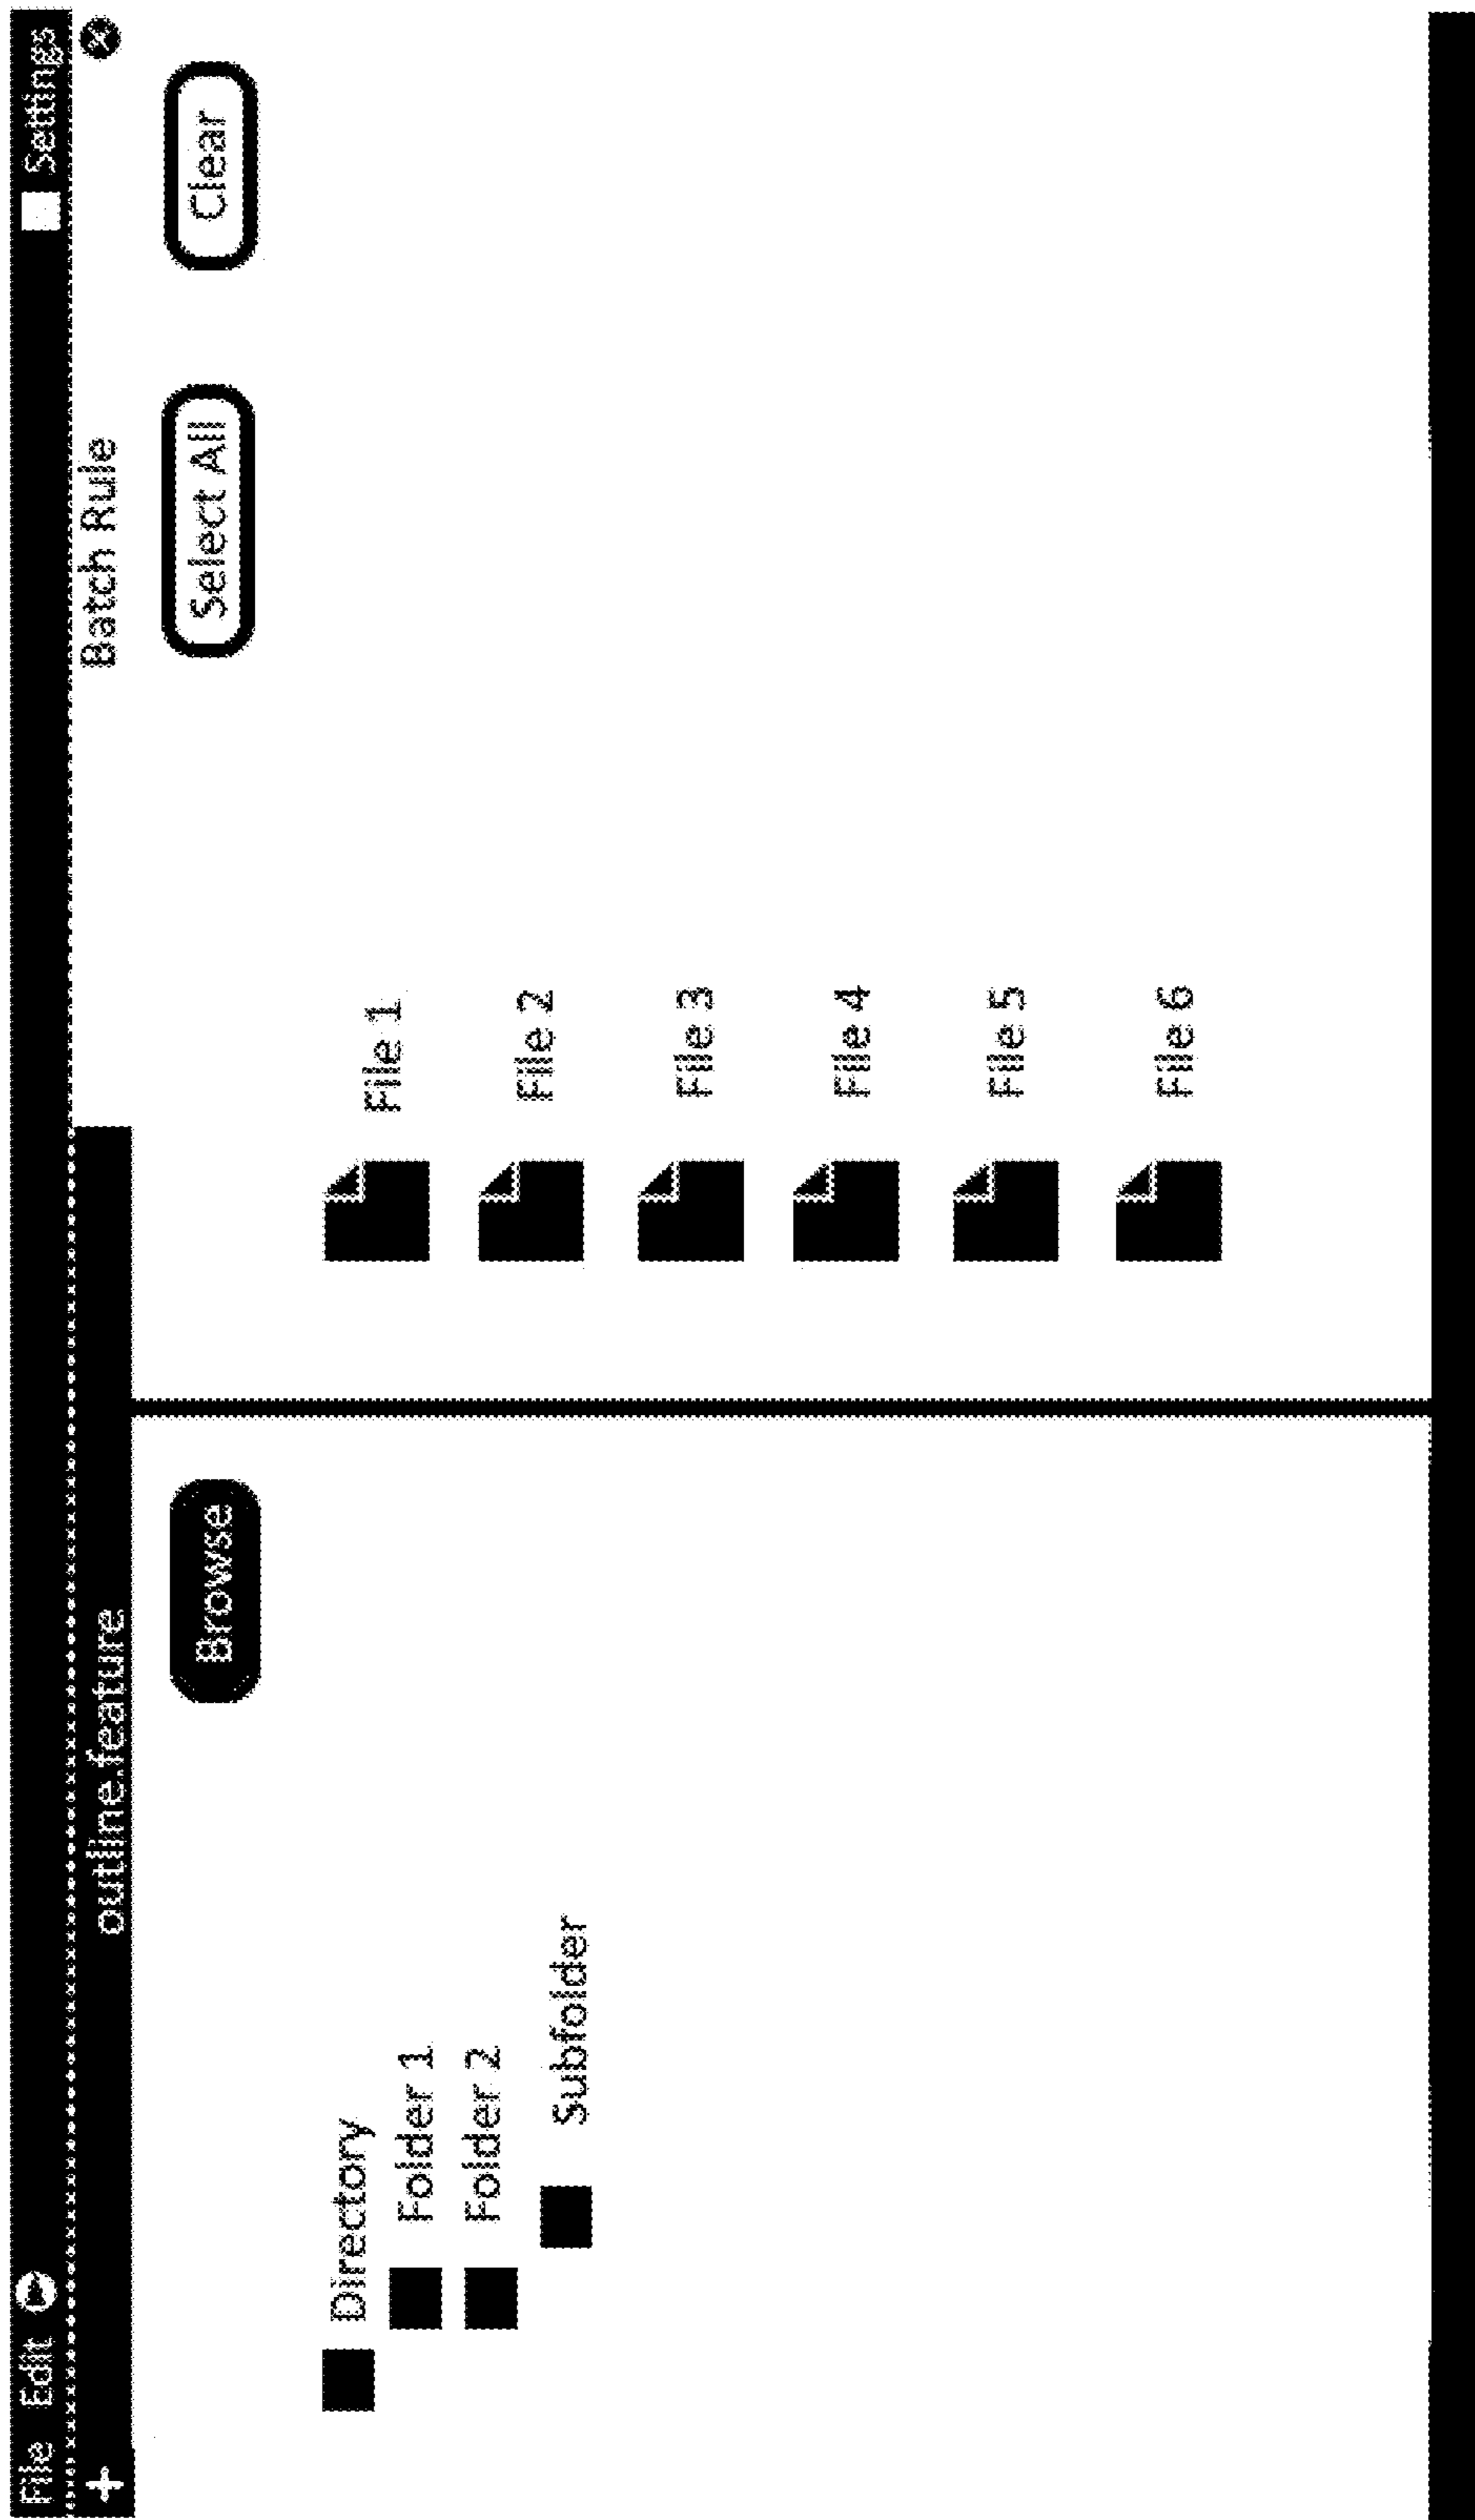 File Edit Settings
+ outline.feature Batch Rule
Browse Select All Clear
Directory
Folder 1
Folder 2
Subfolder
File 1
File 2
File 3
File 4
File 5
File 6